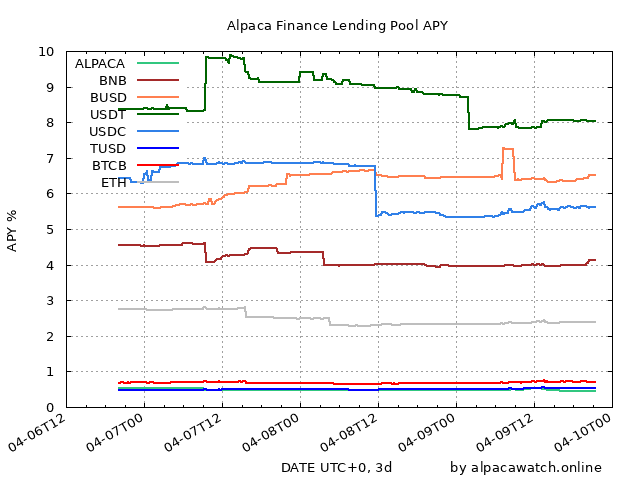 Alpaca Finance Lending Pool APY
APY %
10
9
8
7
6
5
4
3
2
1
0
ALPACA
BNB
BUSD
USDT
USDC
TUSD
BTCB
ETH
04-06T12
04-07T00
04-07T12
04-08T00
04-08T12
04-09T00
04-09T12
04-10T00
DATE UTC+0, 3d
by alpacawatch.online